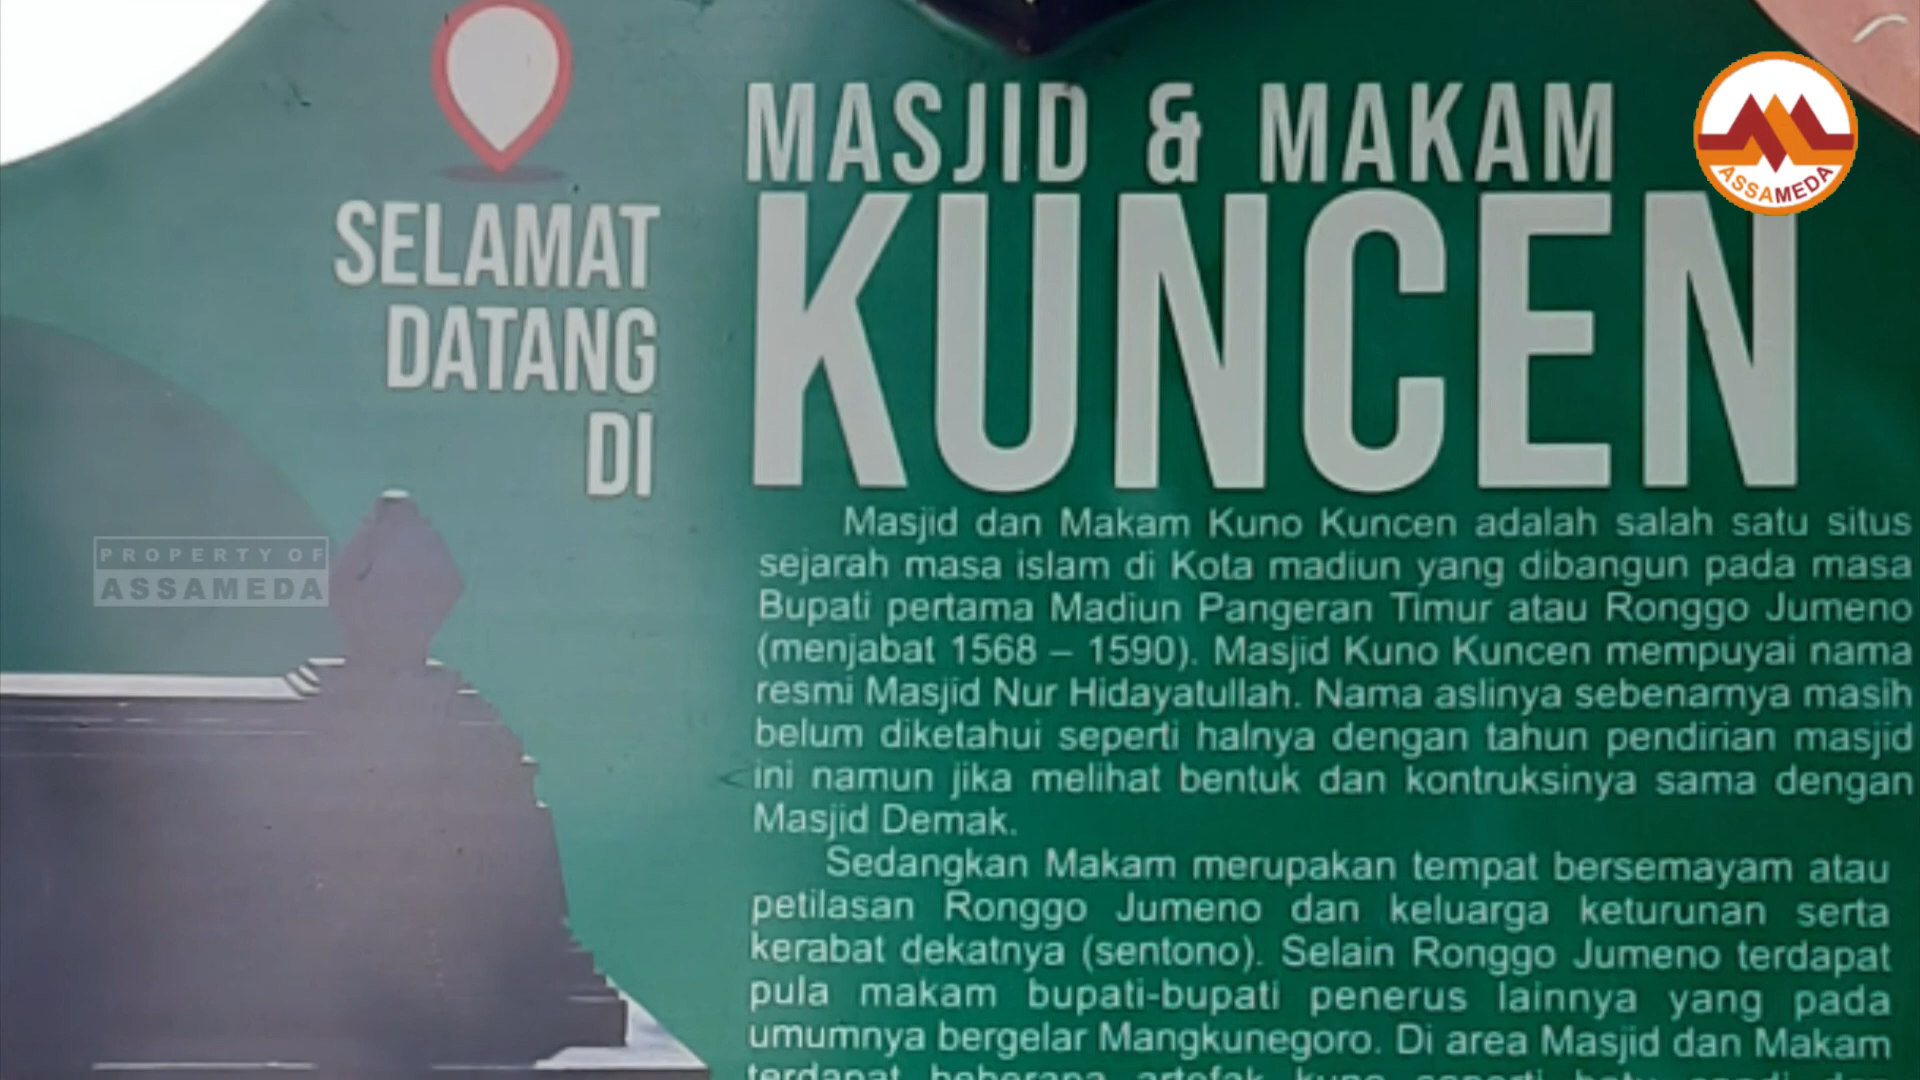 SELAMAT
DATANG
DI
MASJID & MAKAM
KUNCEN
Masjid dan Makam Kuno Kuncen adalah salah satu situs
sejarah masa islam di Kota madiun yang dibangun pada masa
Bupati pertama Madiun Pangeran Timur atau Ronggo Jumeno
(menjabat 1568 – 1590). Masjid Kuno Kuncen mempuyai nama
resmi Masjid Nur Hidayatullah. Nama aslinya sebenarnya masih
belum diketahui seperti halnya dengan tahun pendirian masjid
ini namun jika melihat bentuk dan kontruksinya sama dengan
Masjid Demak.
Sedangkan Makam merupakan tempat bersemayam atau
petilasan Ronggo Jumeno dan keluarga keturunan serta
kerabat dekatnya (sentono). Selain Ronggo Jumeno terdapat
pula makam bupati-bupati penerus lainnya yang pada
umumnya bergelar Mangkunegoro. Di area Masjid dan Makam
terdapat beberapa artefak kuno seperti
ASSAMEDA
PROPERTY OF
ASSAMEDA